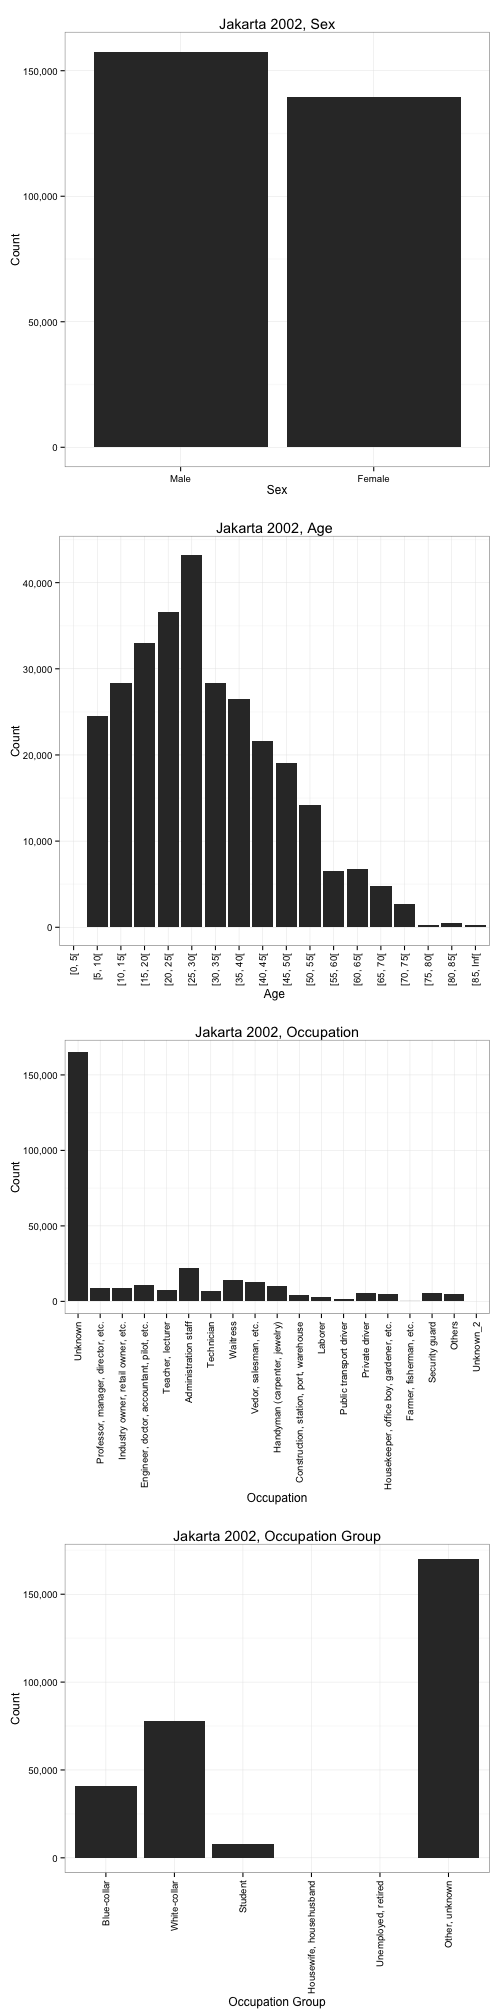 Jakarta 2002, Sex
150,000
100,000
50,000
0
Count
Male Female
Sex
Jakarta 2002, Age
40,000
30,000
20,000
10,000
0
Count
[0, 5[
[5, 10[
[10, 15[
[15, 20[
[20, 25[
[25, 30[
[30, 35[
[35, 40[
[40, 45[
[45, 50[
[50, 55[
[55, 60[
[60, 65[
[65, 70[
[70, 75[
[75, 80[
[80, 85[
[85, Inf[
Age
Jakarta 2002, Occupation
150,000
100,000
50,000
0
Count
Unknown
Professor, manager, director, etc.
Industry owner, retail owner, etc.
Engineer, doctor, accountant, pilot, etc.
Teacher, lecturer
Administration staff
Technician
Waitress
Vedor, salesman, etc.
Handyman (carpenter, jewelry)
Construction, station, port, warehouse
Laborer
Public transport driver
Private driver
Housekeeper, office boy, gardener, etc.
Farmer, fisherman, etc.
Security guard
Others
Unknown_2
Occupation
Jakarta 2002, Occupation Group
150,000
100,000
50,000
0
Count
Blue-collar
White-collar
Student
Housewife, househusband
Unemployed, retired
Other, unknown
Occupation Group